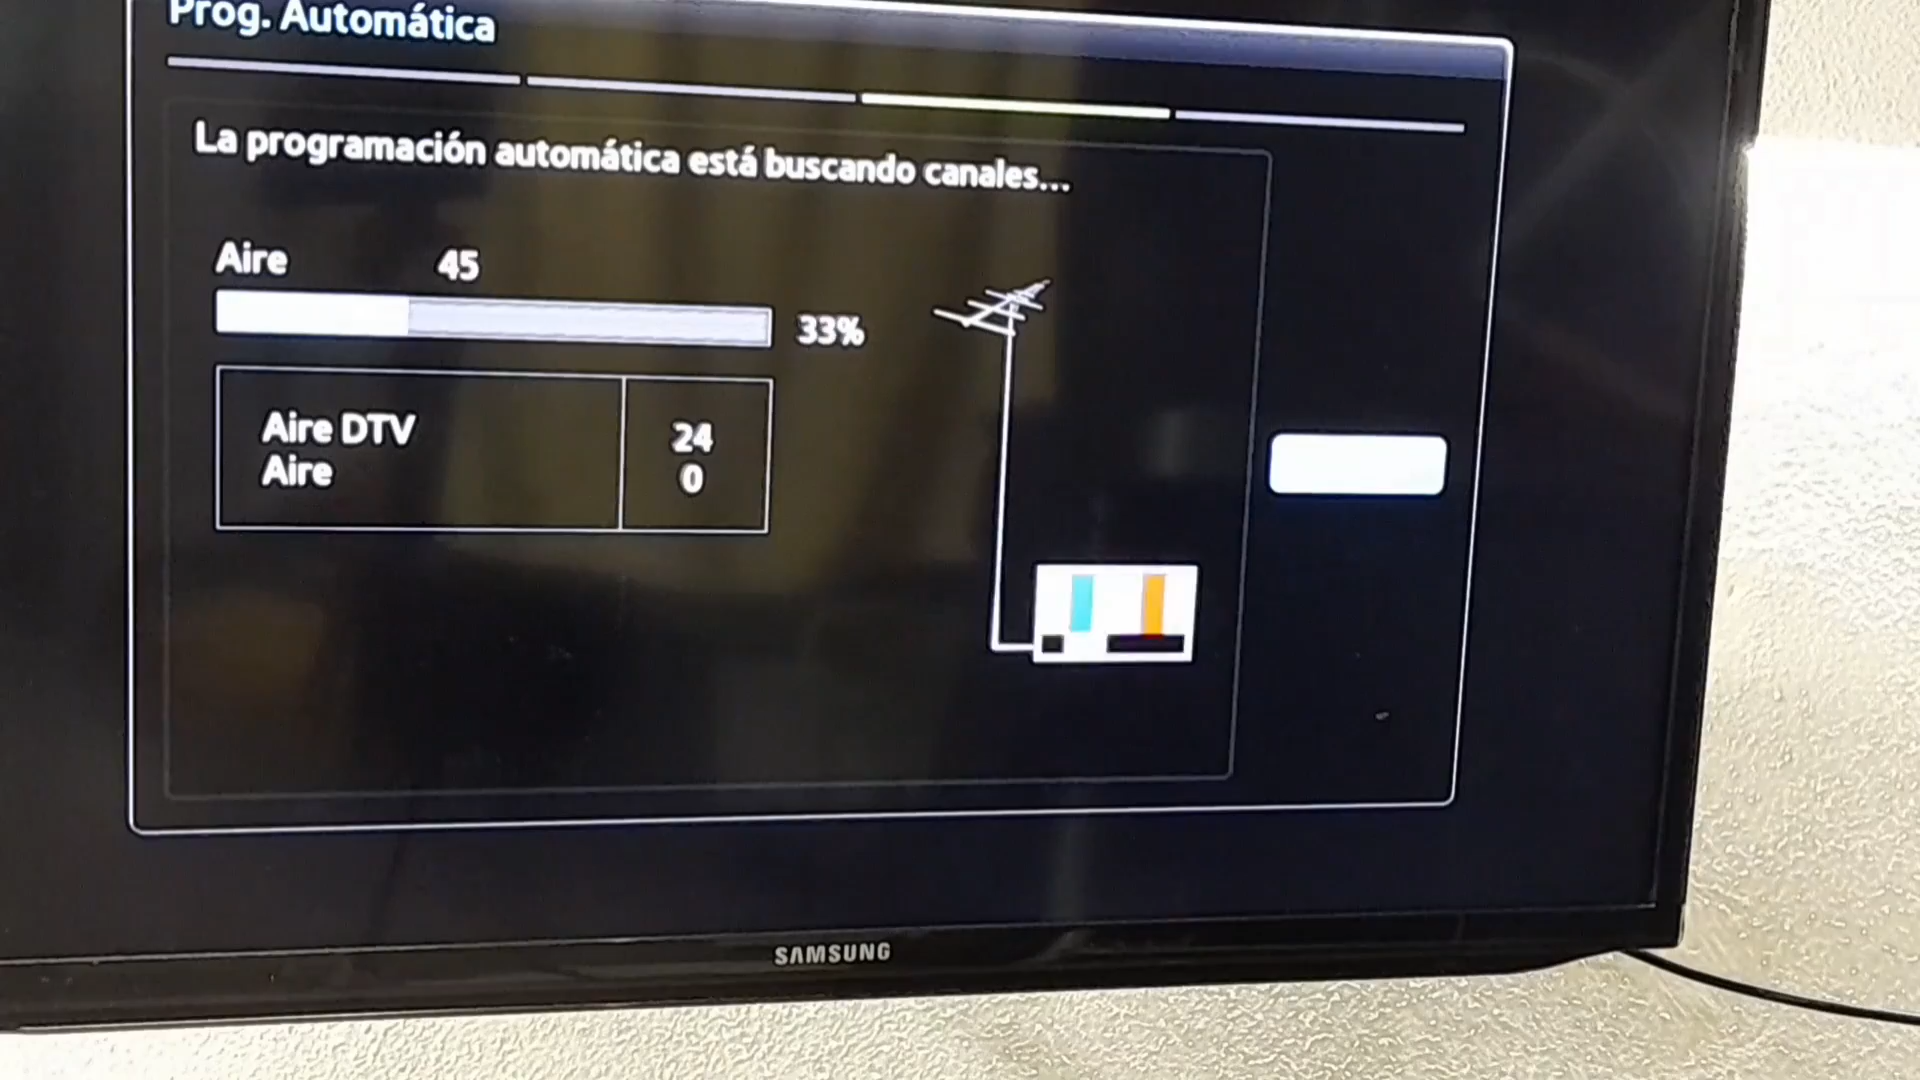 Prog. Automática
La programación automática está buscando canales...
Aire 45
33%
Aire DTV 24
Aire 0
SAMSUNG